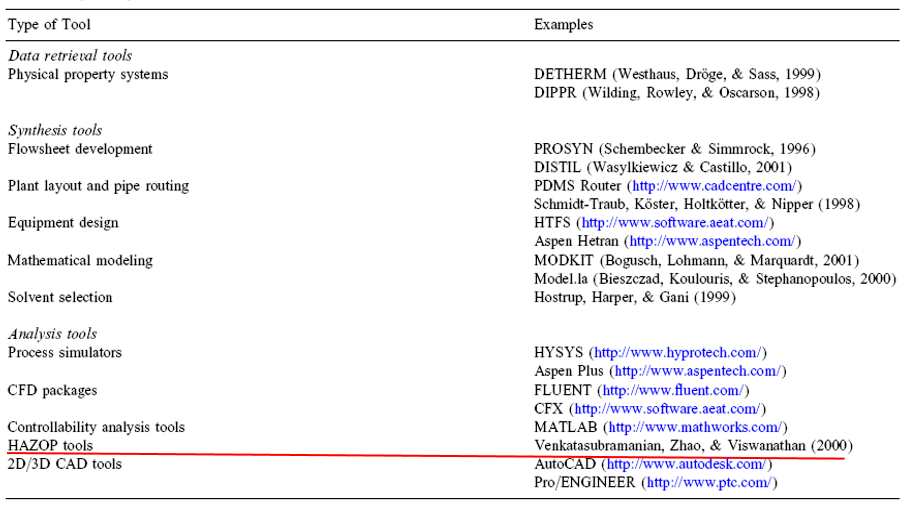 Type of Tool Examples
Data retrieval tools
Physical property systems DETHERM (Westhaus, Dröge, & Sass, 1999)
DIPPR (Wilding, Rowley, & Oscarson, 1998)
Synthesis tools
Flowsheet development PROSYN (Schembecker & Simmrock, 1996)
DISTIL (Wasylkiewicz & Castillo, 2001)
Plant layout and pipe routing PDMS Router (http://www.cadcentre.com/)
Schmidt-Traub, Köster, Holtkötter, & Nipper (1998)
Equipment design HTFS (http://www.software.aeat.com/)
Aspen Hetran (http://www.aspentech.com/)
Mathematical modeling MODKIT (Bogusch, Lohmann, & Marquardt, 2001)
Model.la (Bieszczad, Koulouris, & Stephanopoulos, 2000)
Solvent selection Hostrup, Harper, & Gani (1999)
Analysis tools
Process simulators HYSYS (http://www.hyprotech.com/)
Aspen Plus (http://www.aspentech.com/)
CFD packages FLUENT (http://www.fluent.com/)
CFX (http://www.software.aeat.com/)
Controllability analysis tools MATLAB (http://www.mathworks.com/)
HAZOP tools Venkatasubramanian, Zhao, & Viswanathan (2000)
2D/3D CAD tools AutoCAD (http://www.autodesk.com/)
Pro/ENGINEER (http://www.ptc.com/)